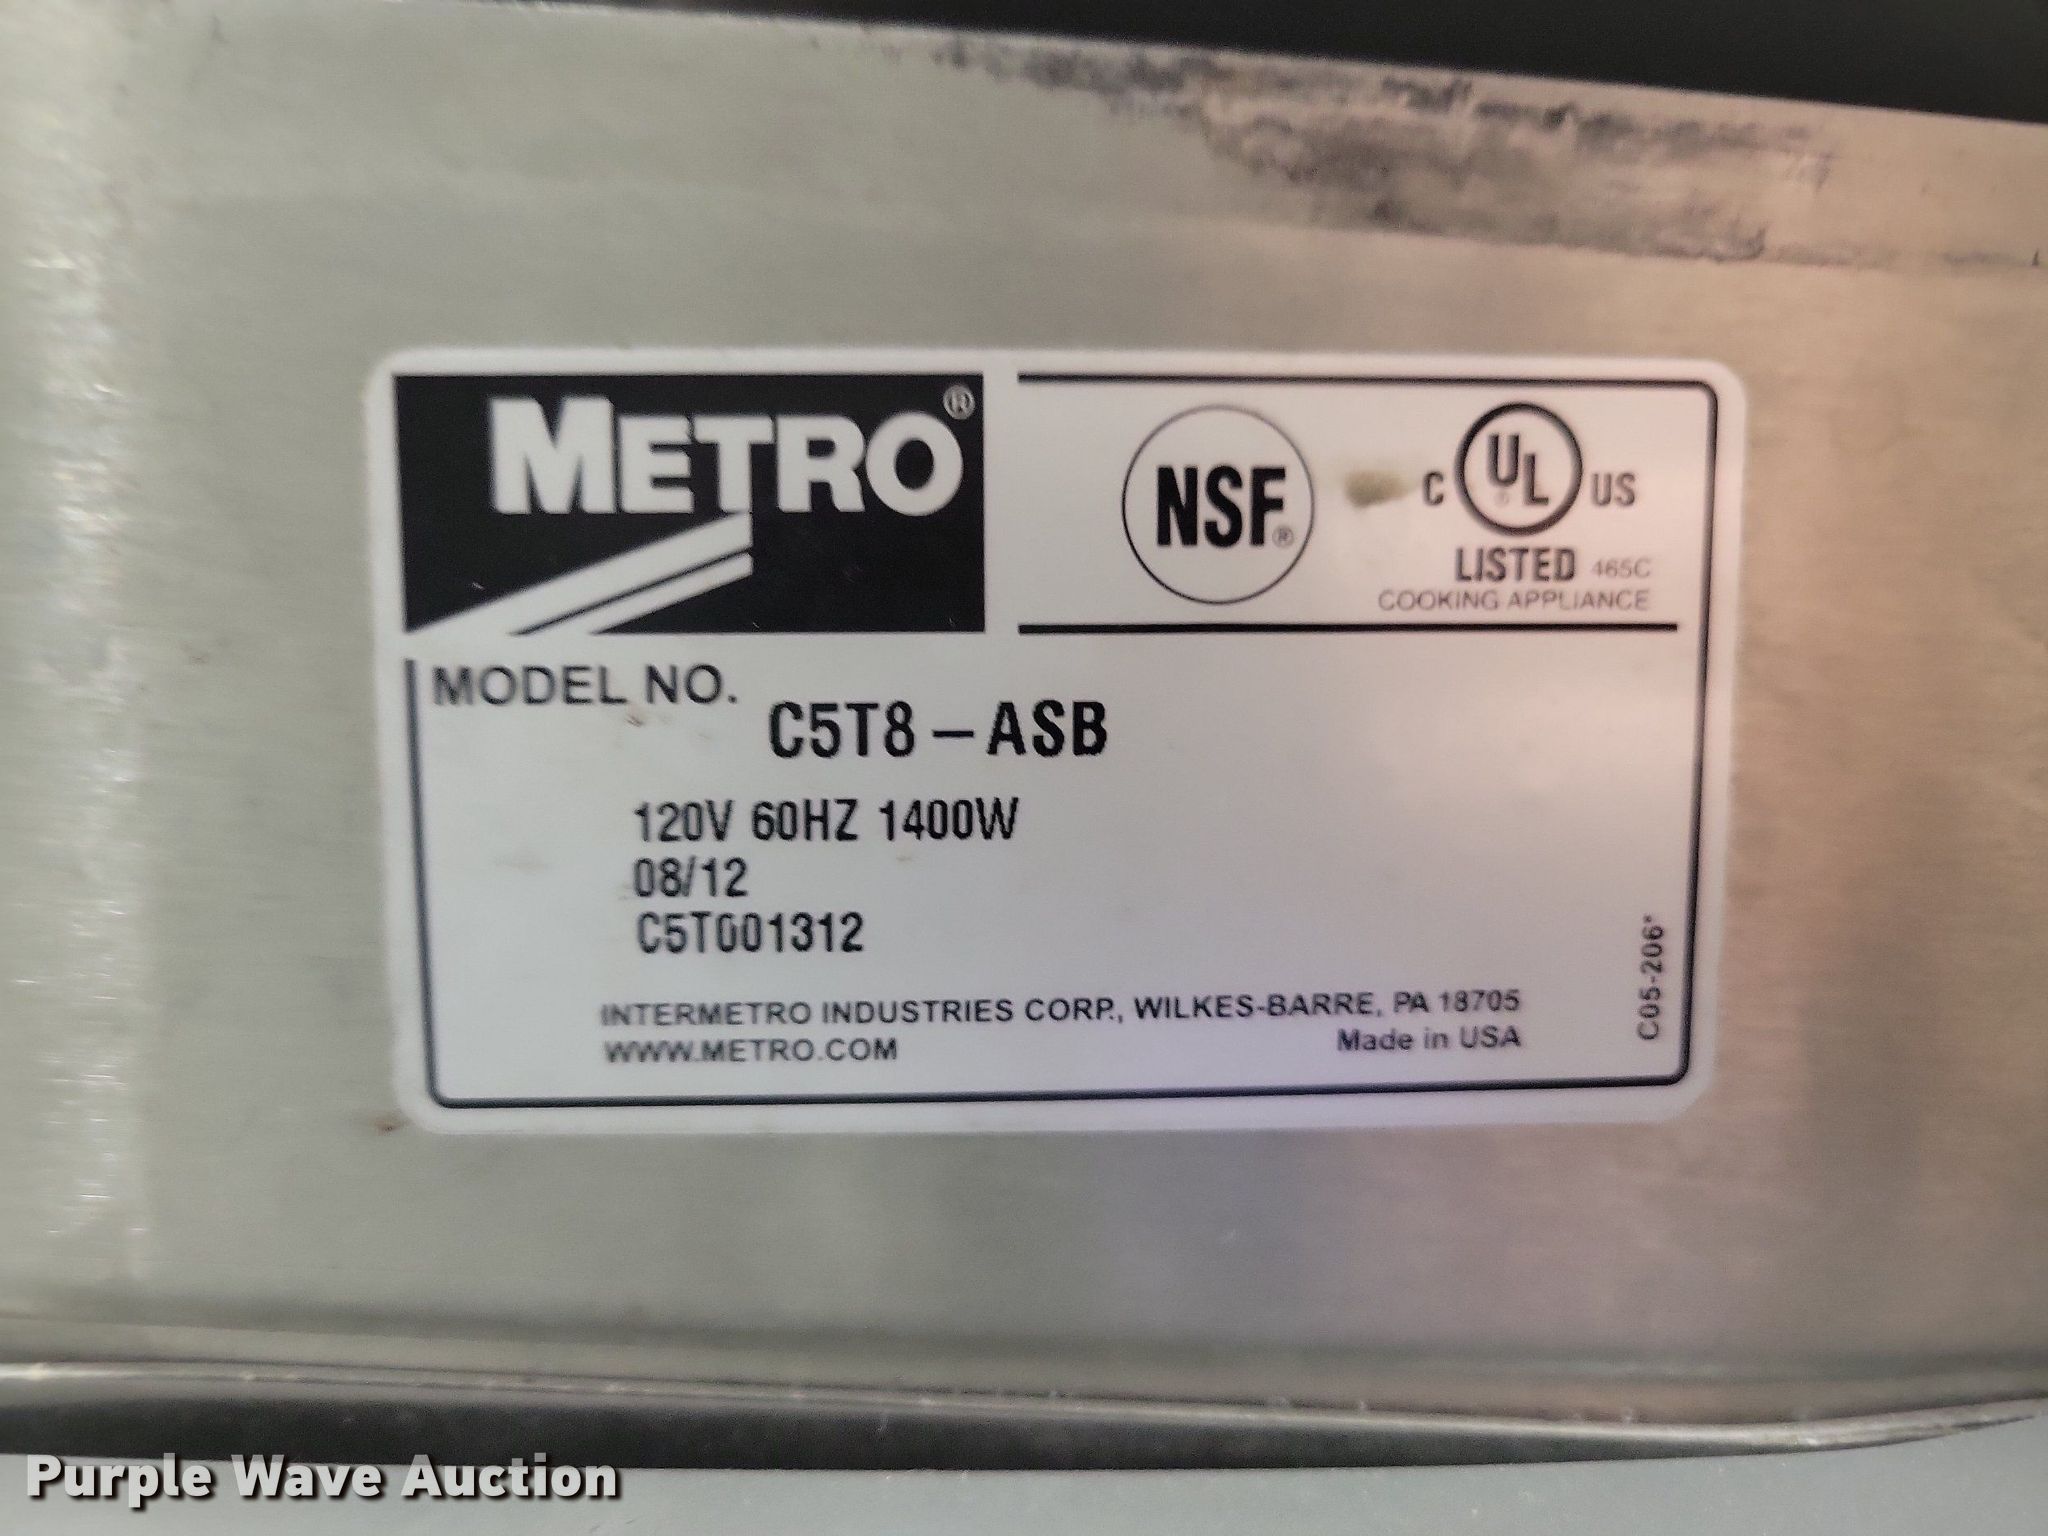 METRO®
NSF®
C UL® US
LISTED 465C
COOKING APPLIANCE
MODEL NO.
C5T8-ASB
120V 60HZ 1400W
08/12
C5T001312
INTERMETRO INDUSTRIES CORP., WILKES-BARRE, PA 18705
WWW.METRO.COM
Made in USA
C05-206*
Purple Wave Auction